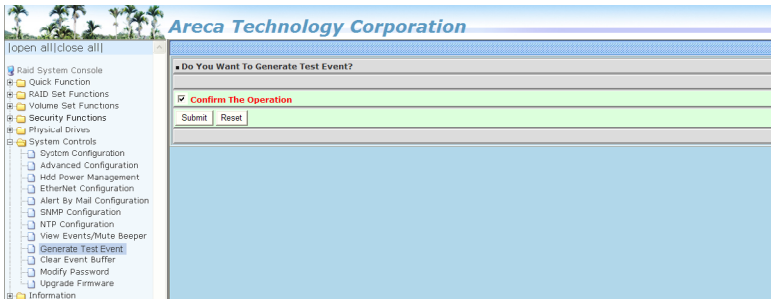 Areca Technology Corporation
|open all|close all|
Raid System Console
Quick Function
RAID Set Functions
Volume Set Functions
Security Functions
Physical Drives
System Controls
System Configuration
Advanced Configuration
Hdd Power Management
EtherNet Configuration
Alert By Mail Configuration
SNMP Configuration
NTP Configuration
View Events/Mute Beeper
Generate Test Event
Clear Event Buffer
Modify Password
Upgrade Firmware
Information
Do You Want To Generate Test Event?
Confirm The Operation
Submit Reset